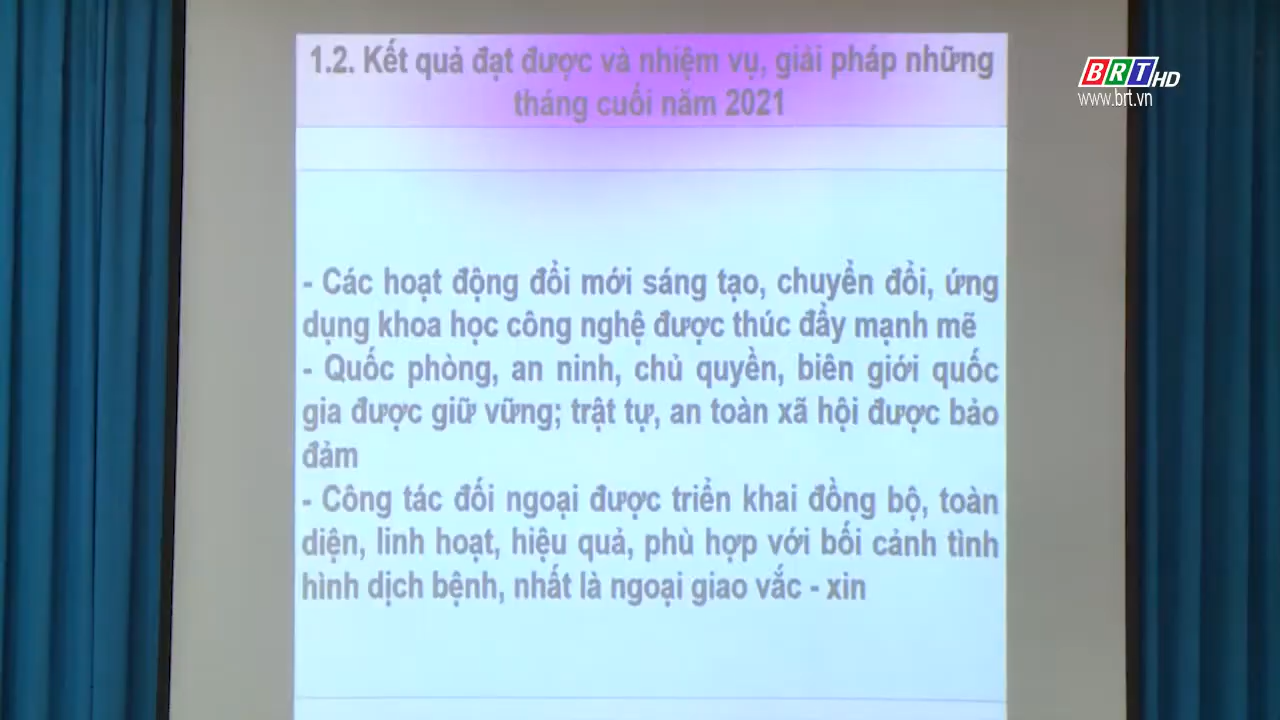 1.2. Kết quả đạt được và nhiệm vụ, giải pháp những
tháng cuối năm 2021
BRT HD
www.brt.vn
- Các hoạt động đổi mới sáng tạo, chuyển đổi, ứng
dụng khoa học công nghệ được thúc đẩy mạnh mẽ
- Quốc phòng, an ninh, chủ quyền, biên giới quốc
gia được giữ vững; trật tự, an toàn xã hội được bảo
đảm
- Công tác đối ngoại được triển khai đồng bộ, toàn
diện, linh hoạt, hiệu quả, phù hợp với bối cảnh tình
hình dịch bệnh, nhất là ngoại giao vắc - xin